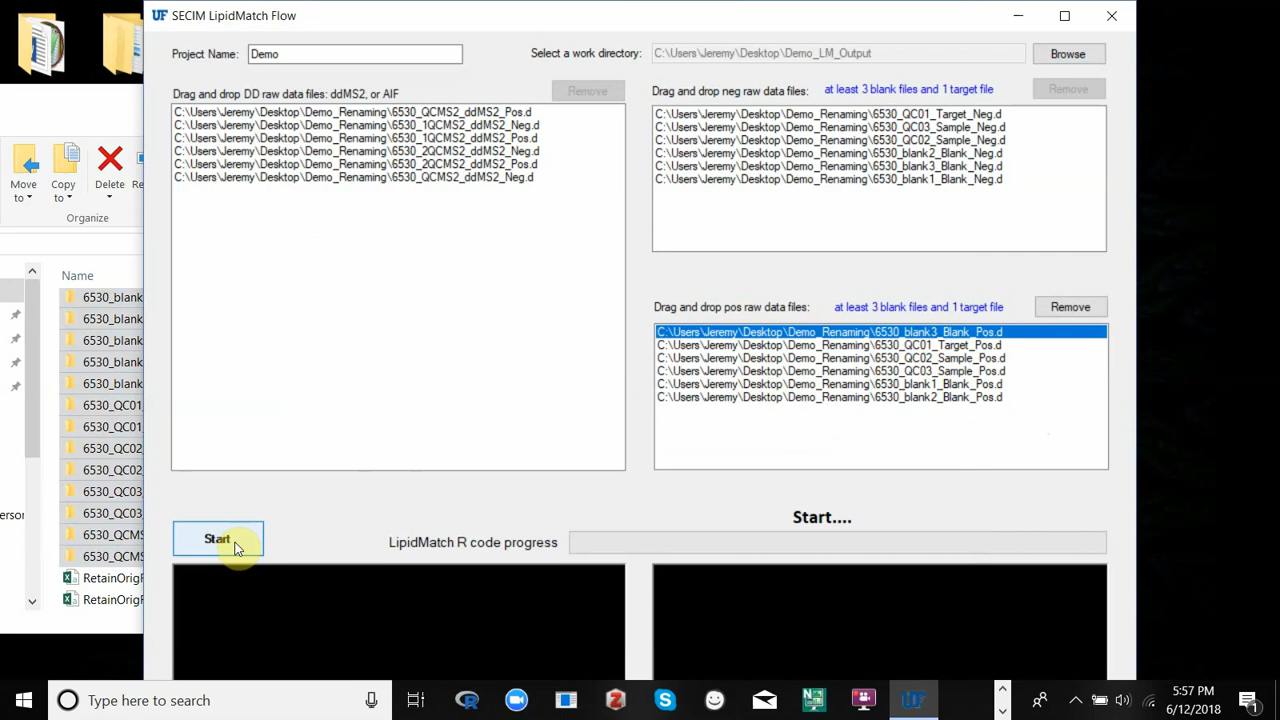 UF SECIM LipidMatch Flow
Project Name: Demo
Select a work directory: C:\Users\Jeremy\Desktop\Demo_LM_Output Browse
Drag and drop DD raw data files: ddMS2, or AIF Remove
C:\Users\Jeremy\Desktop\Demo_Renaming\6530_QCMS2_ddMS2_Pos.d
C:\Users\Jeremy\Desktop\Demo_Renaming\6530_1QCMS2_ddMS2_Neg.d
C:\Users\Jeremy\Desktop\Demo_Renaming\6530_1QCMS2_ddMS2_Pos.d
C:\Users\Jeremy\Desktop\Demo_Renaming\6530_2QCMS2_ddMS2_Neg.d
C:\Users\Jeremy\Desktop\Demo_Renaming\6530_2QCMS2_ddMS2_Pos.d
C:\Users\Jeremy\Desktop\Demo_Renaming\6530_QCMS2_ddMS2_Neg.d
Drag and drop neg raw data files: at least 3 blank files and 1 target file Remove
C:\Users\Jeremy\Desktop\Demo_Renaming\6530_QC01_Target_Neg.d
C:\Users\Jeremy\Desktop\Demo_Renaming\6530_QC03_Sample_Neg.d
C:\Users\Jeremy\Desktop\Demo_Renaming\6530_QC02_Sample_Neg.d
C:\Users\Jeremy\Desktop\Demo_Renaming\6530_blank2_Blank_Neg.d
C:\Users\Jeremy\Desktop\Demo_Renaming\6530_blank3_Blank_Neg.d
C:\Users\Jeremy\Desktop\Demo_Renaming\6530_blank1_Blank_Neg.d
Drag and drop pos raw data files: at least 3 blank files and 1 target file Remove
C:\Users\Jeremy\Desktop\Demo_Renaming\6530_blank3_Blank_Pos.d
C:\Users\Jeremy\Desktop\Demo_Renaming\6530_QC01_Target_Pos.d
C:\Users\Jeremy\Desktop\Demo_Renaming\6530_QC02_Sample_Pos.d
C:\Users\Jeremy\Desktop\Demo_Renaming\6530_QC03_Sample_Pos.d
C:\Users\Jeremy\Desktop\Demo_Renaming\6530_blank1_Blank_Pos.d
C:\Users\Jeremy\Desktop\Demo_Renaming\6530_blank2_Blank_Pos.d
Start....
Start
LipidMatch R code progress
Move to
Copy to
Delete
Re
Organize
Name
6530_blank
6530_blank
6530_blank
6530_blank
6530_blank
6530_QC01
6530_QC01
6530_QC02
6530_QC02
6530_QC03
6530_QC03
6530_QCMS
6530_QCMS
RetainOrigF
RetainOrigF
erson
Type here to search
5:57 PM
6/12/2018
1